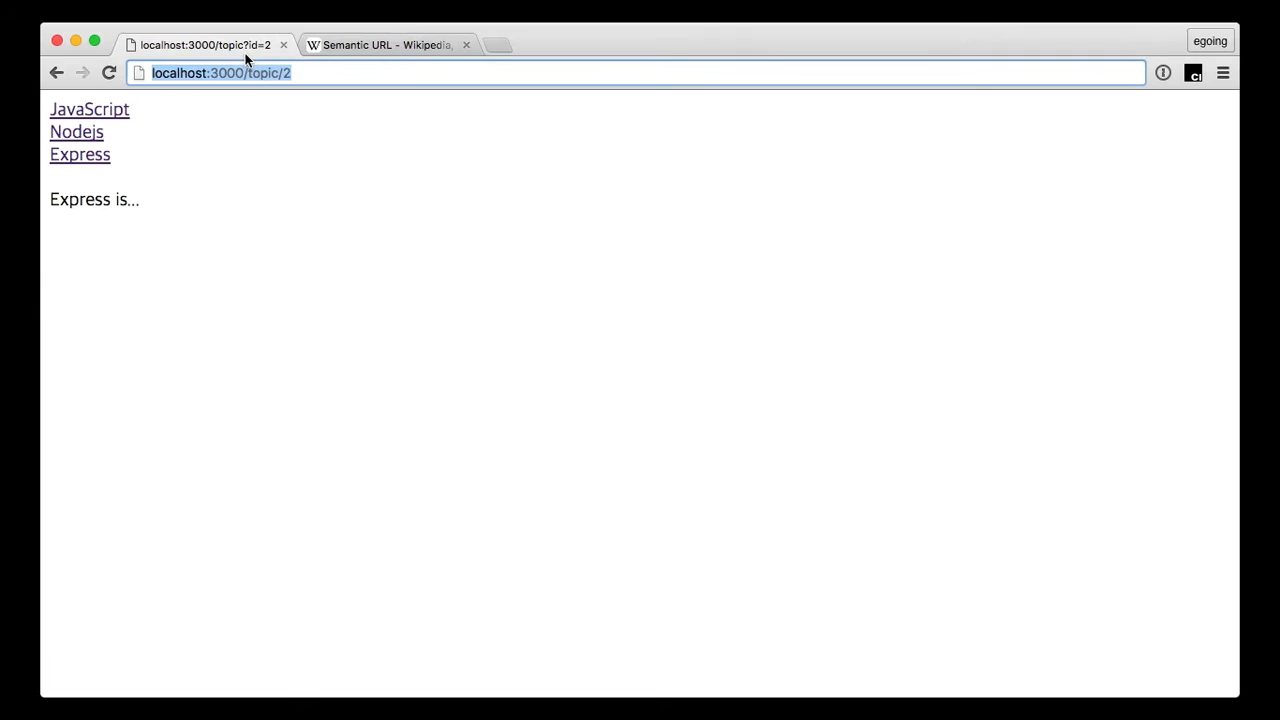 localhost:3000/topic?id=2
Semantic URL - Wikipedia,
egoing
localhost:3000/topic/2
JavaScript
Nodejs
Express
Express is...